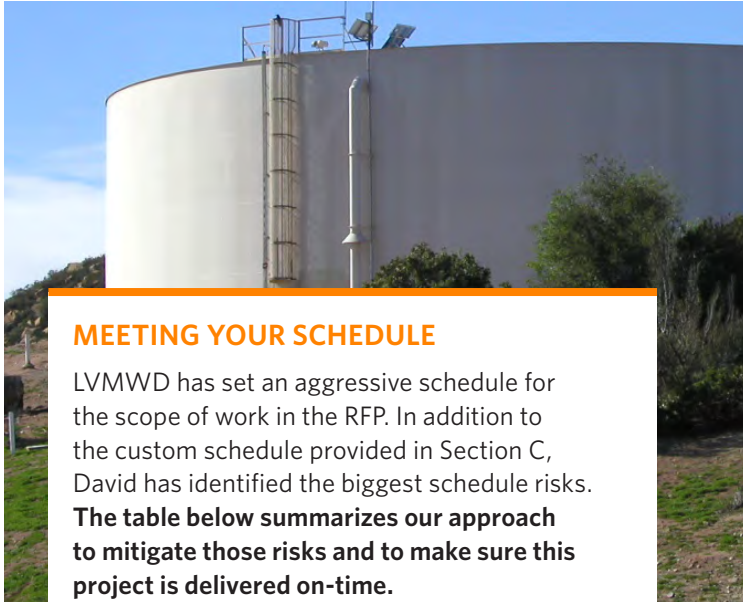 MEETING YOUR SCHEDULE
LVMWD has set an aggressive schedule for
the scope of work in the RFP. In addition to
the custom schedule provided in Section C,
David has identified the biggest schedule risks.
The table below summarizes our approach
to mitigate those risks and to make sure this
project is delivered on-time.